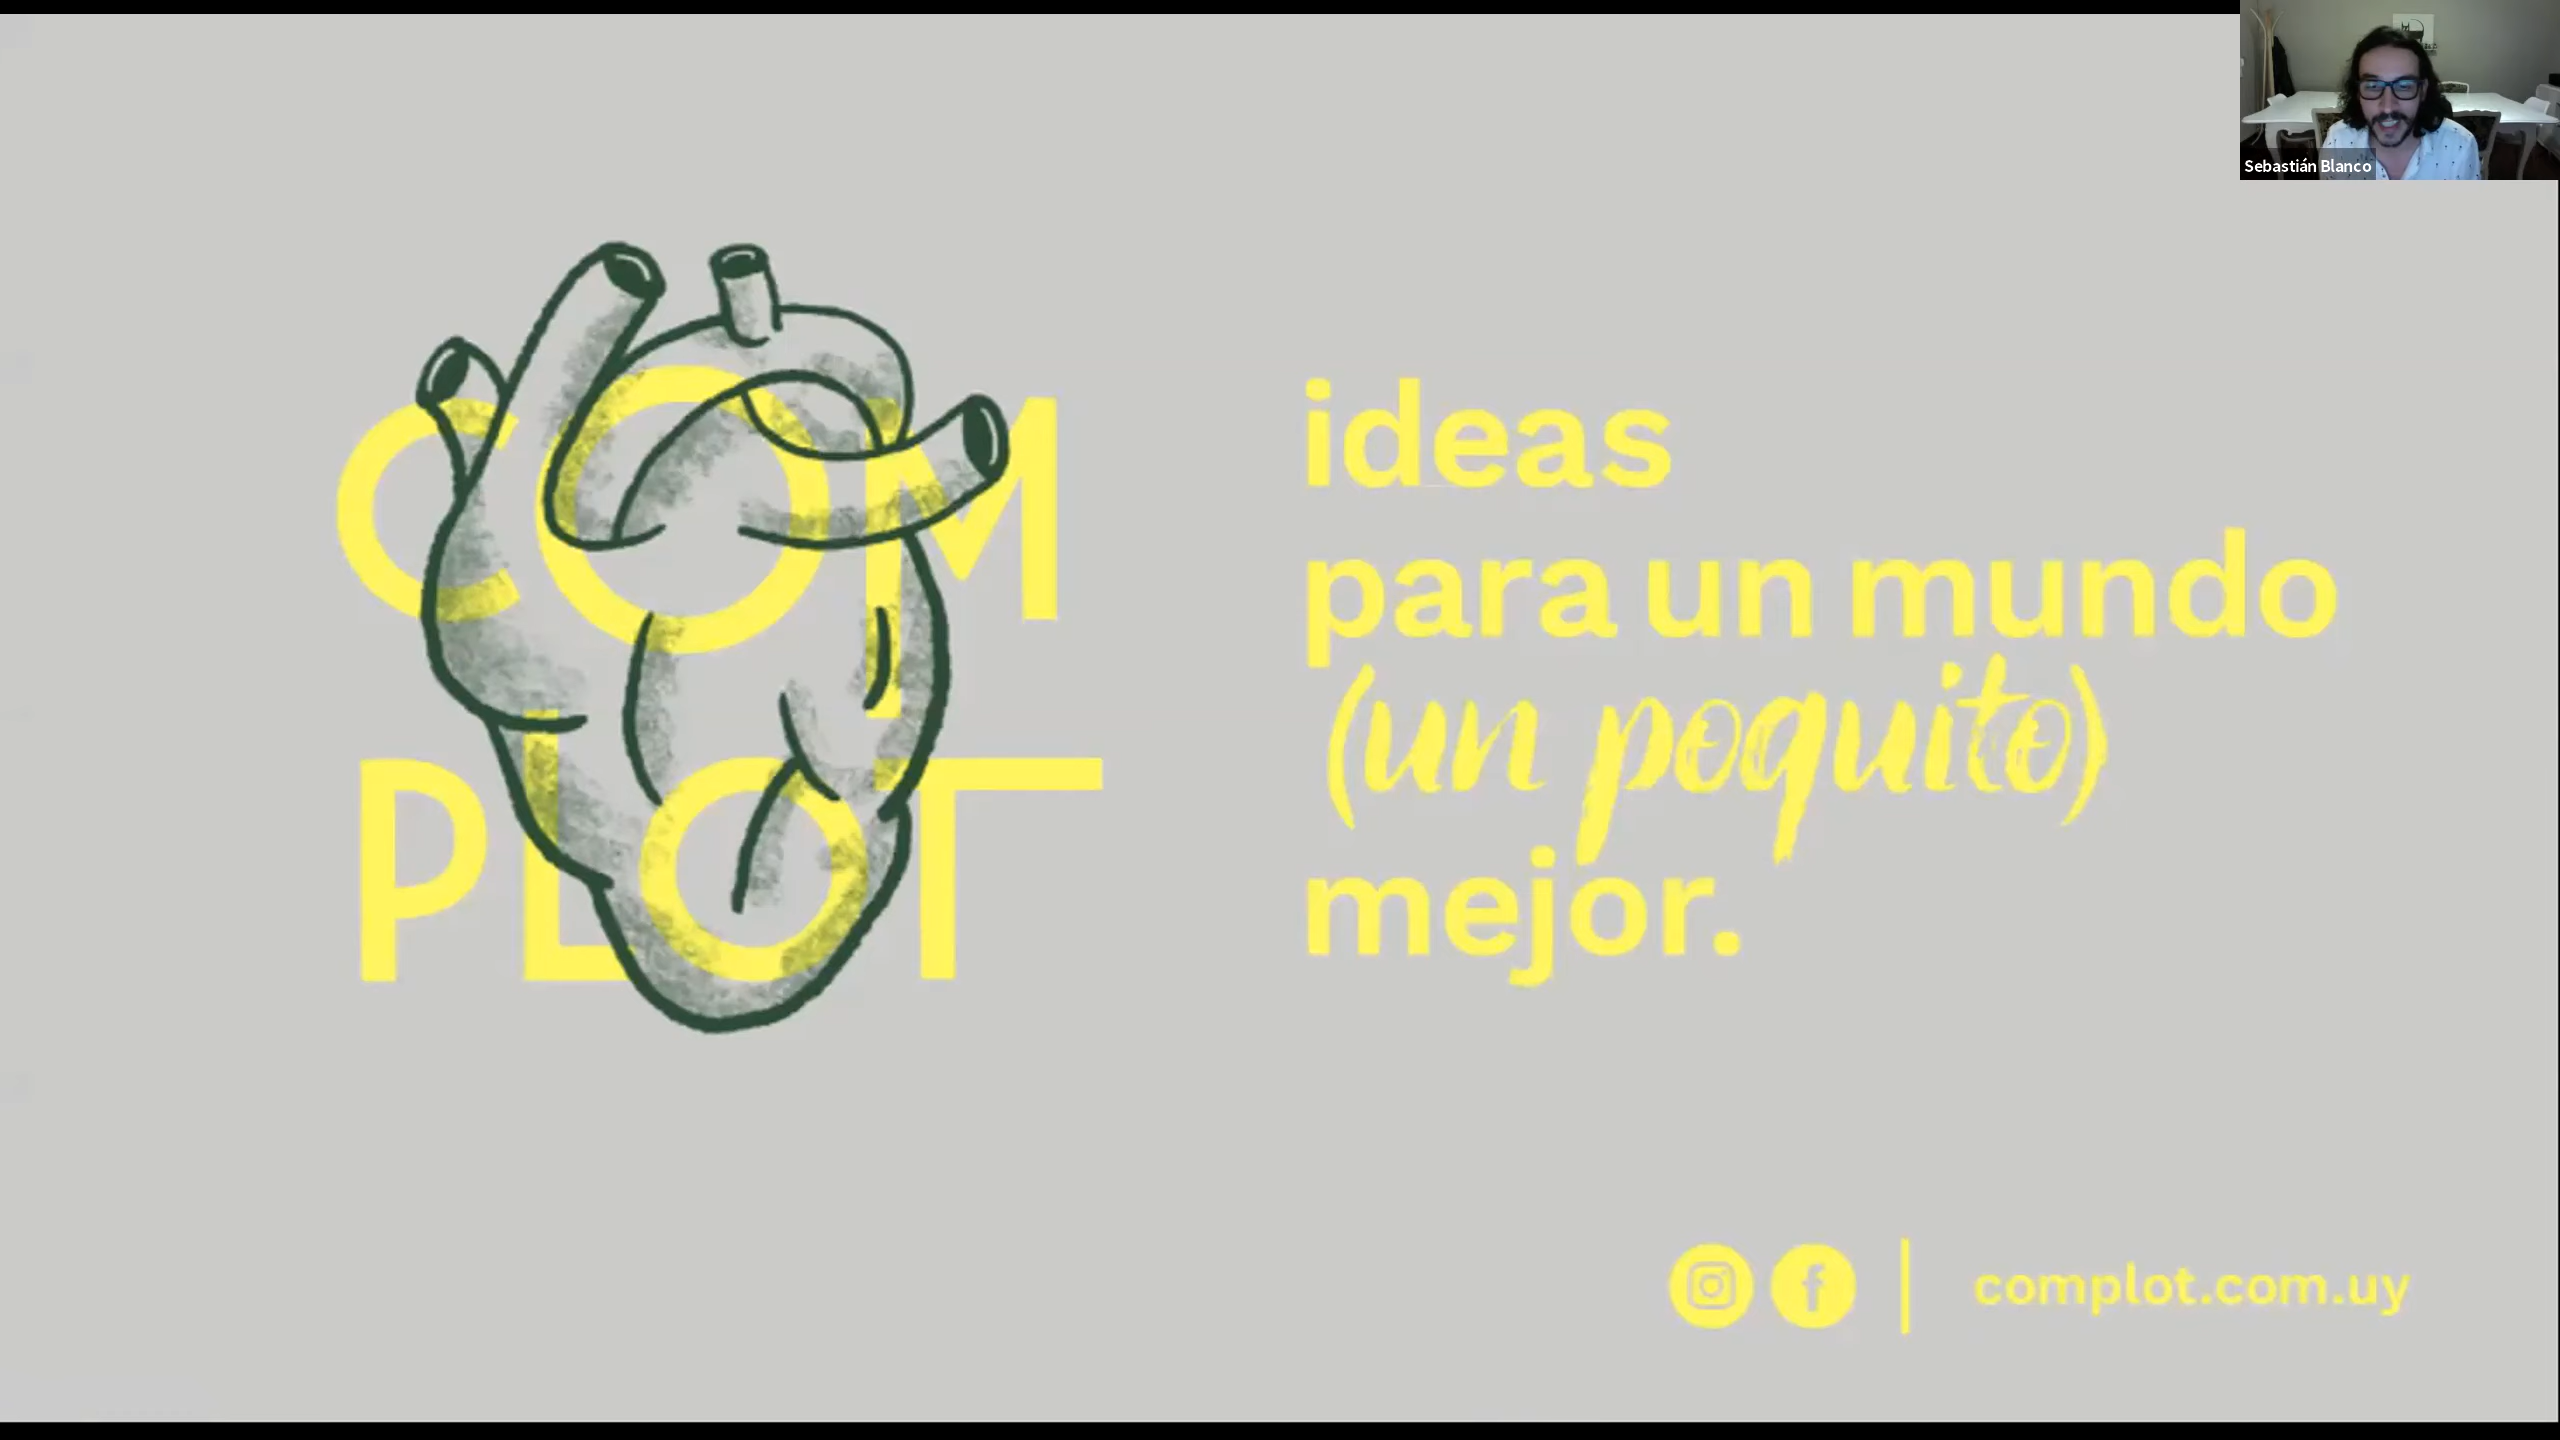 Sebastián Blanco
COM
PLOT
ideas
para un mundo
(un poquito)
mejor.
complot.com.uy